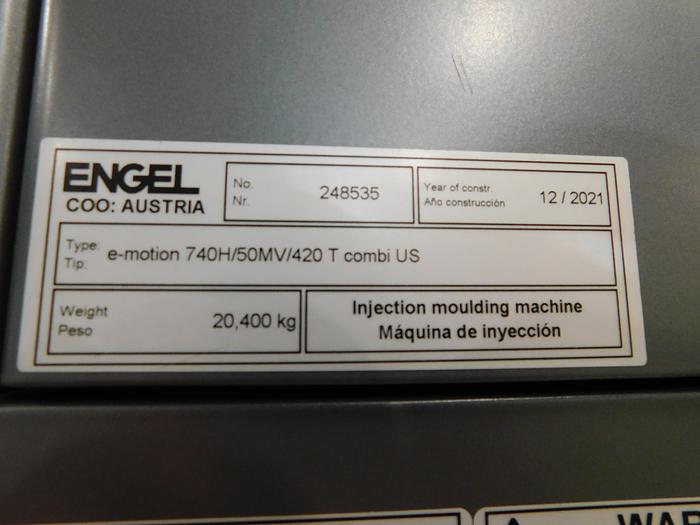 ENGEL
COO: AUSTRIA
No.
Nr.
248535
Year of constr.
Año construcción
12 / 2021
Type:
Tip:
e-motion 740H/50MV/420 T combi US
Weight
Peso
20,400 kg
Injection moulding machine
Máquina de inyección